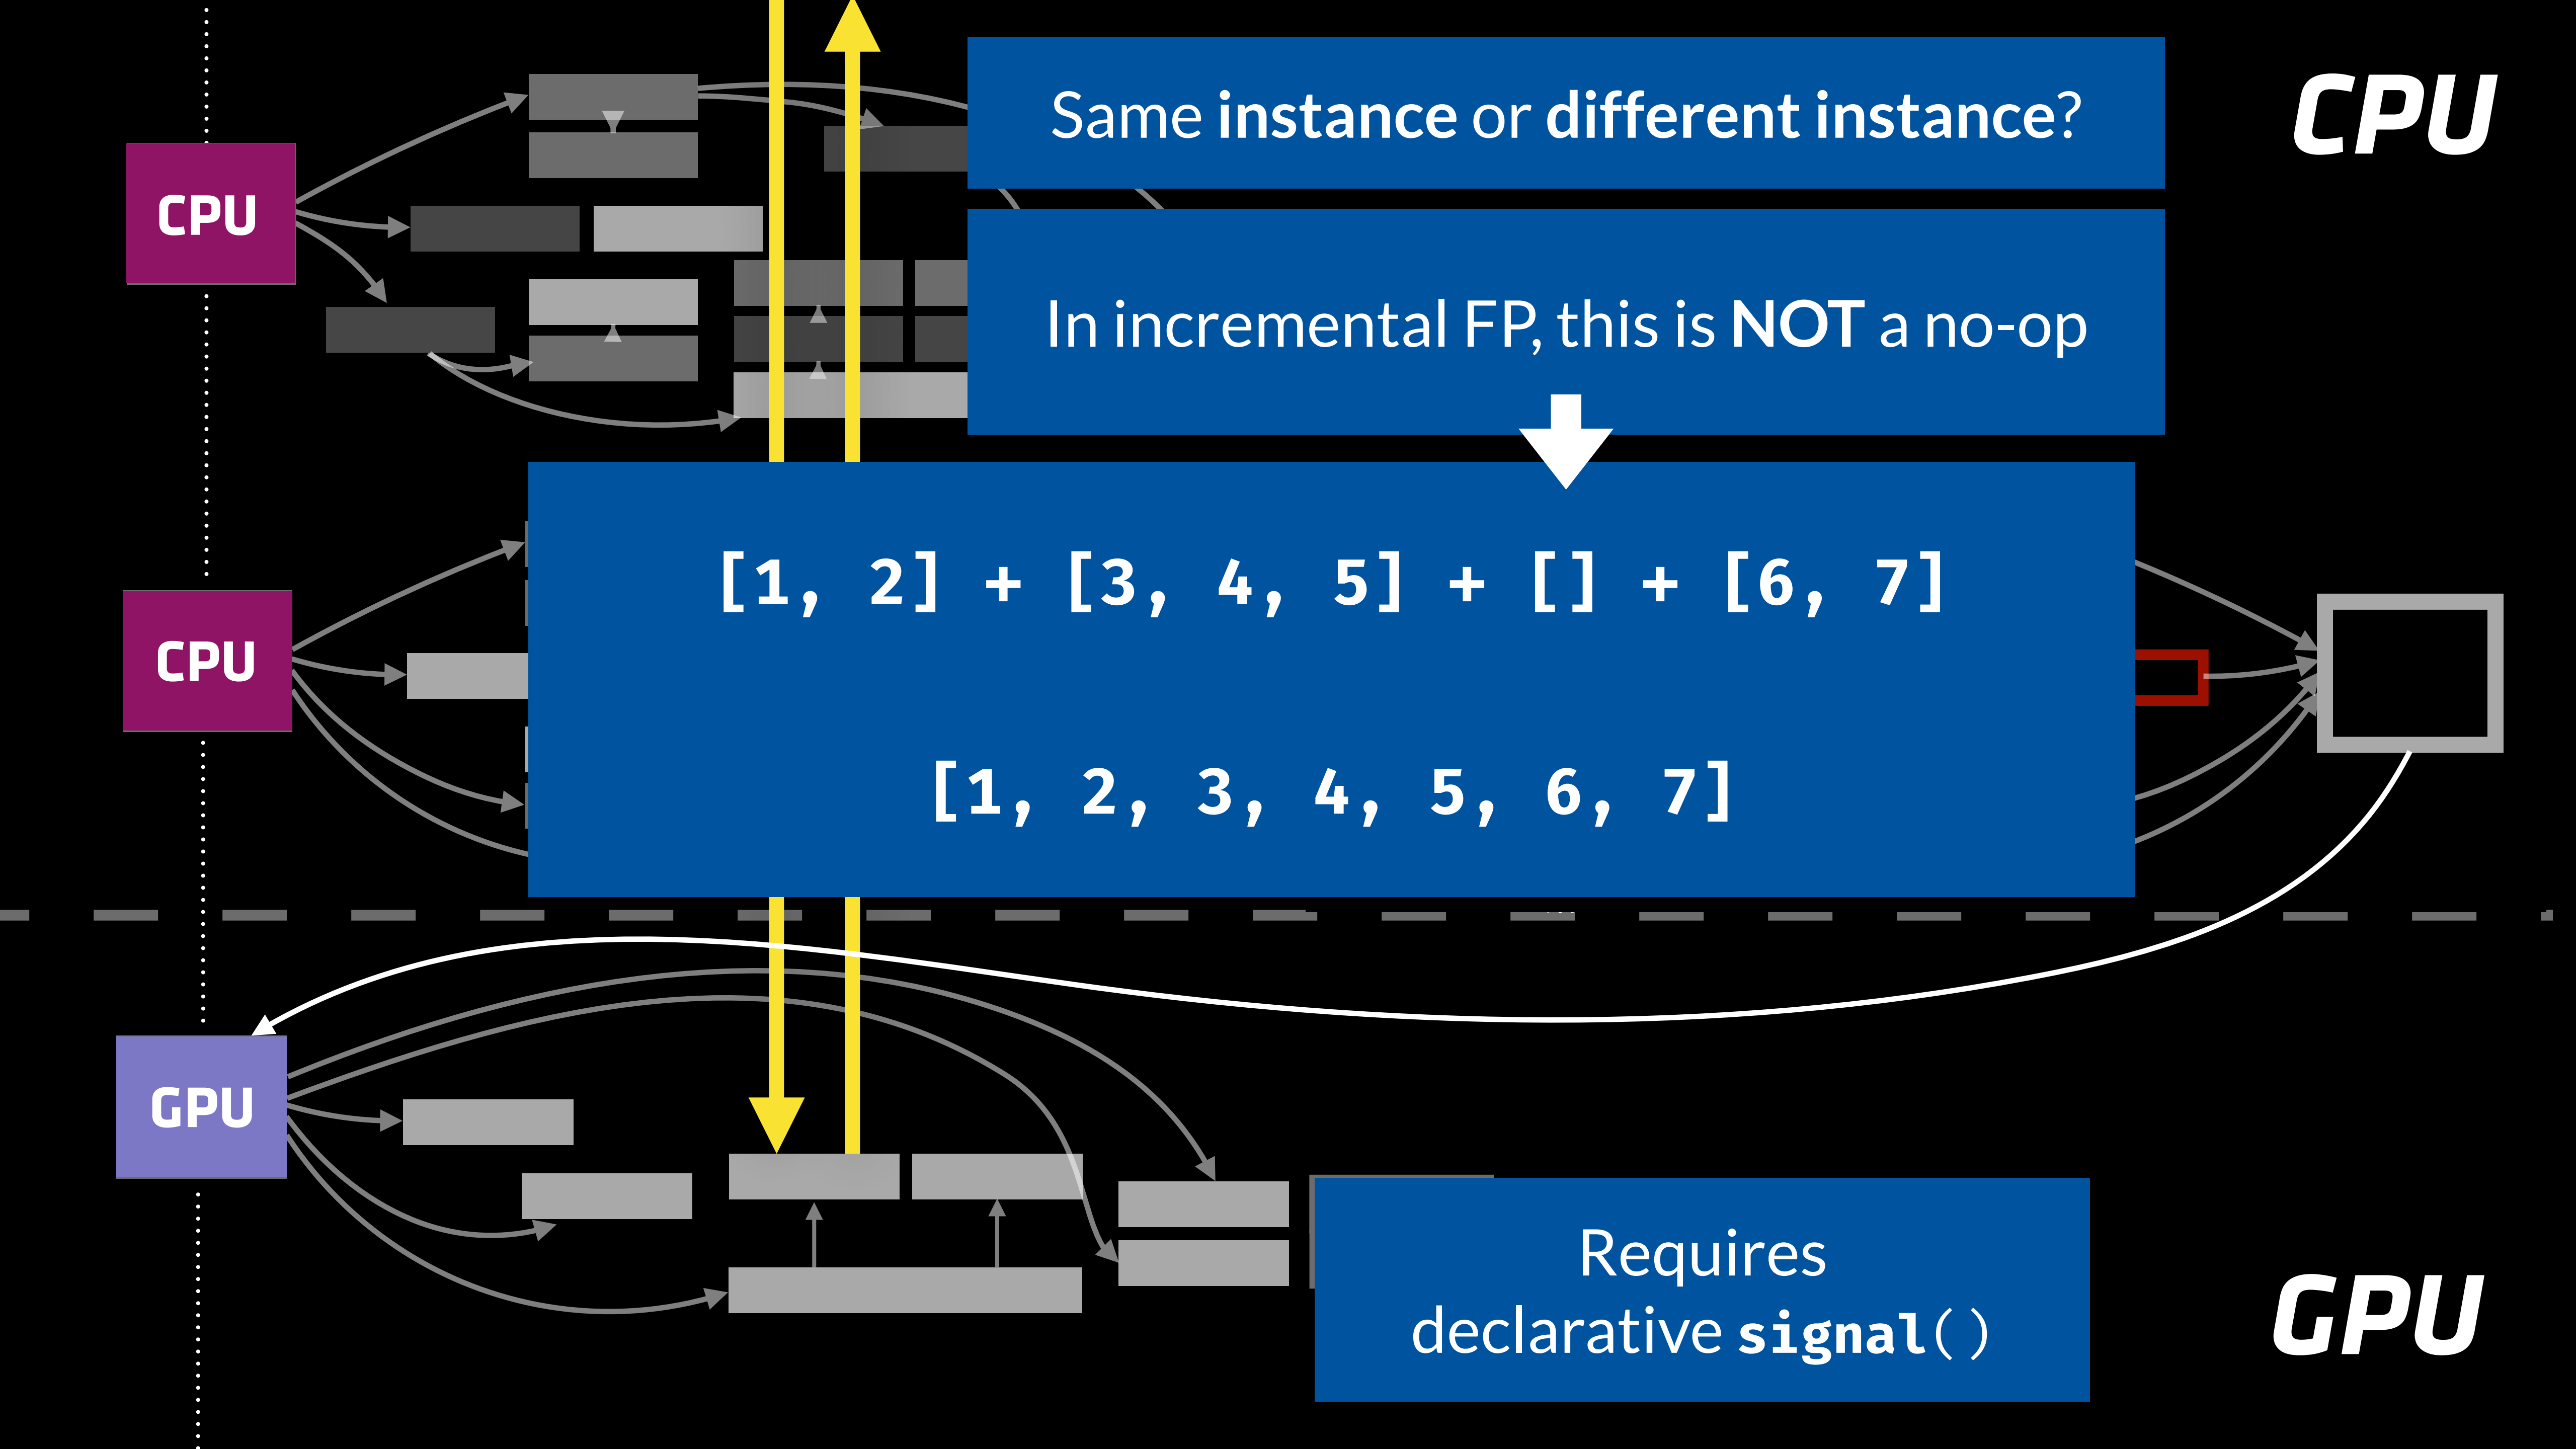 Same instance or different instance?
CPU
CPU
In incremental FP, this is NOT a no-op
[1, 2] + [3, 4, 5] + [] + [6, 7]
CPU
[1, 2, 3, 4, 5, 6, 7]
GPU
Requires
declarative signal()
GPU